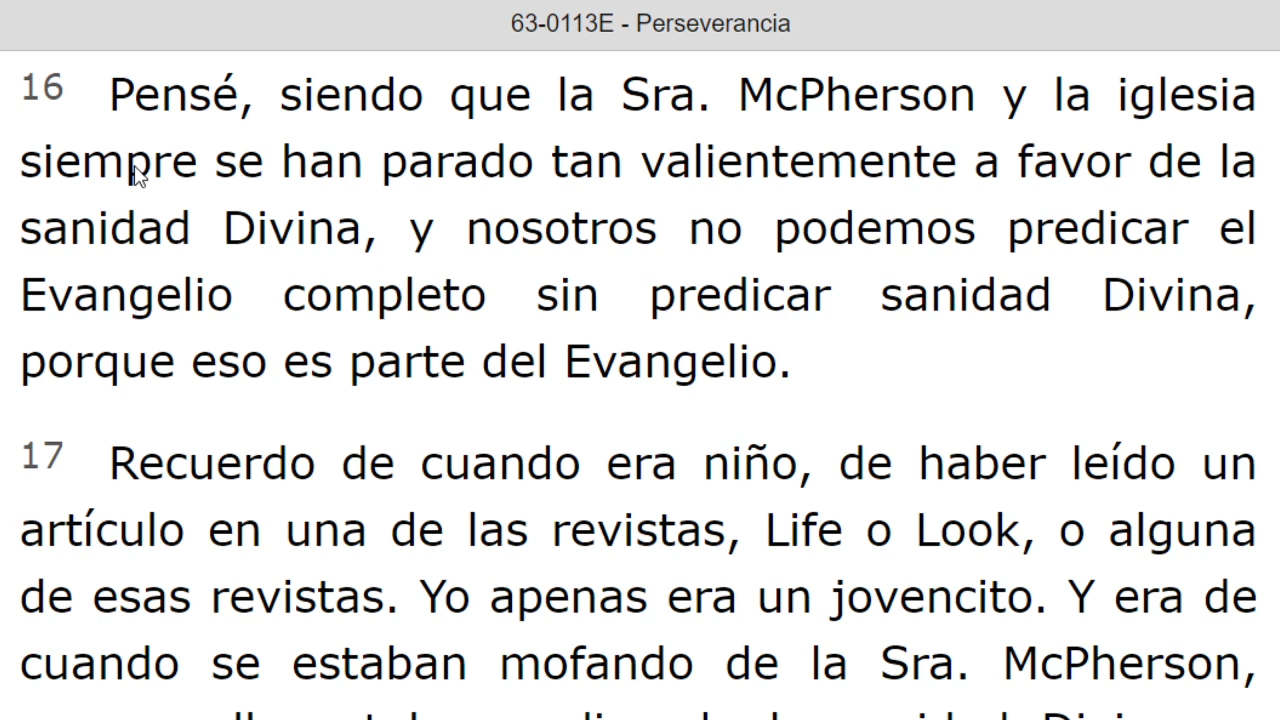 63-0113E - Perseverancia
16 Pensé, siendo que la Sra. McPherson y la iglesia
siempre se han parado tan valientemente a favor de la
sanidad Divina, y nosotros no podemos predicar el
Evangelio completo sin predicar sanidad Divina,
porque eso es parte del Evangelio.
17 Recuerdo de cuando era niño, de haber leído un
artículo en una de las revistas, Life o Look, o alguna
de esas revistas. Yo apenas era un jovencito. Y era de
cuando se estaban mofando de la Sra. McPherson,